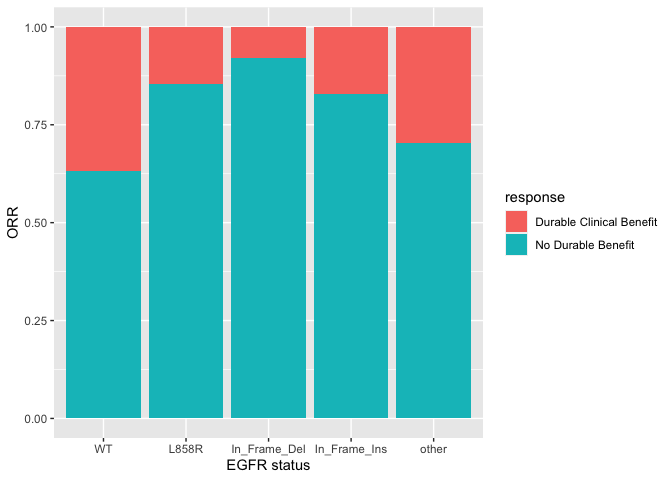 1.00
0.75
0.50
0.25
0.00
ORR
WT L858R In_Frame_Del In_Frame_Ins other
EGFR status
response
Durable Clinical Benefit
No Durable Benefit